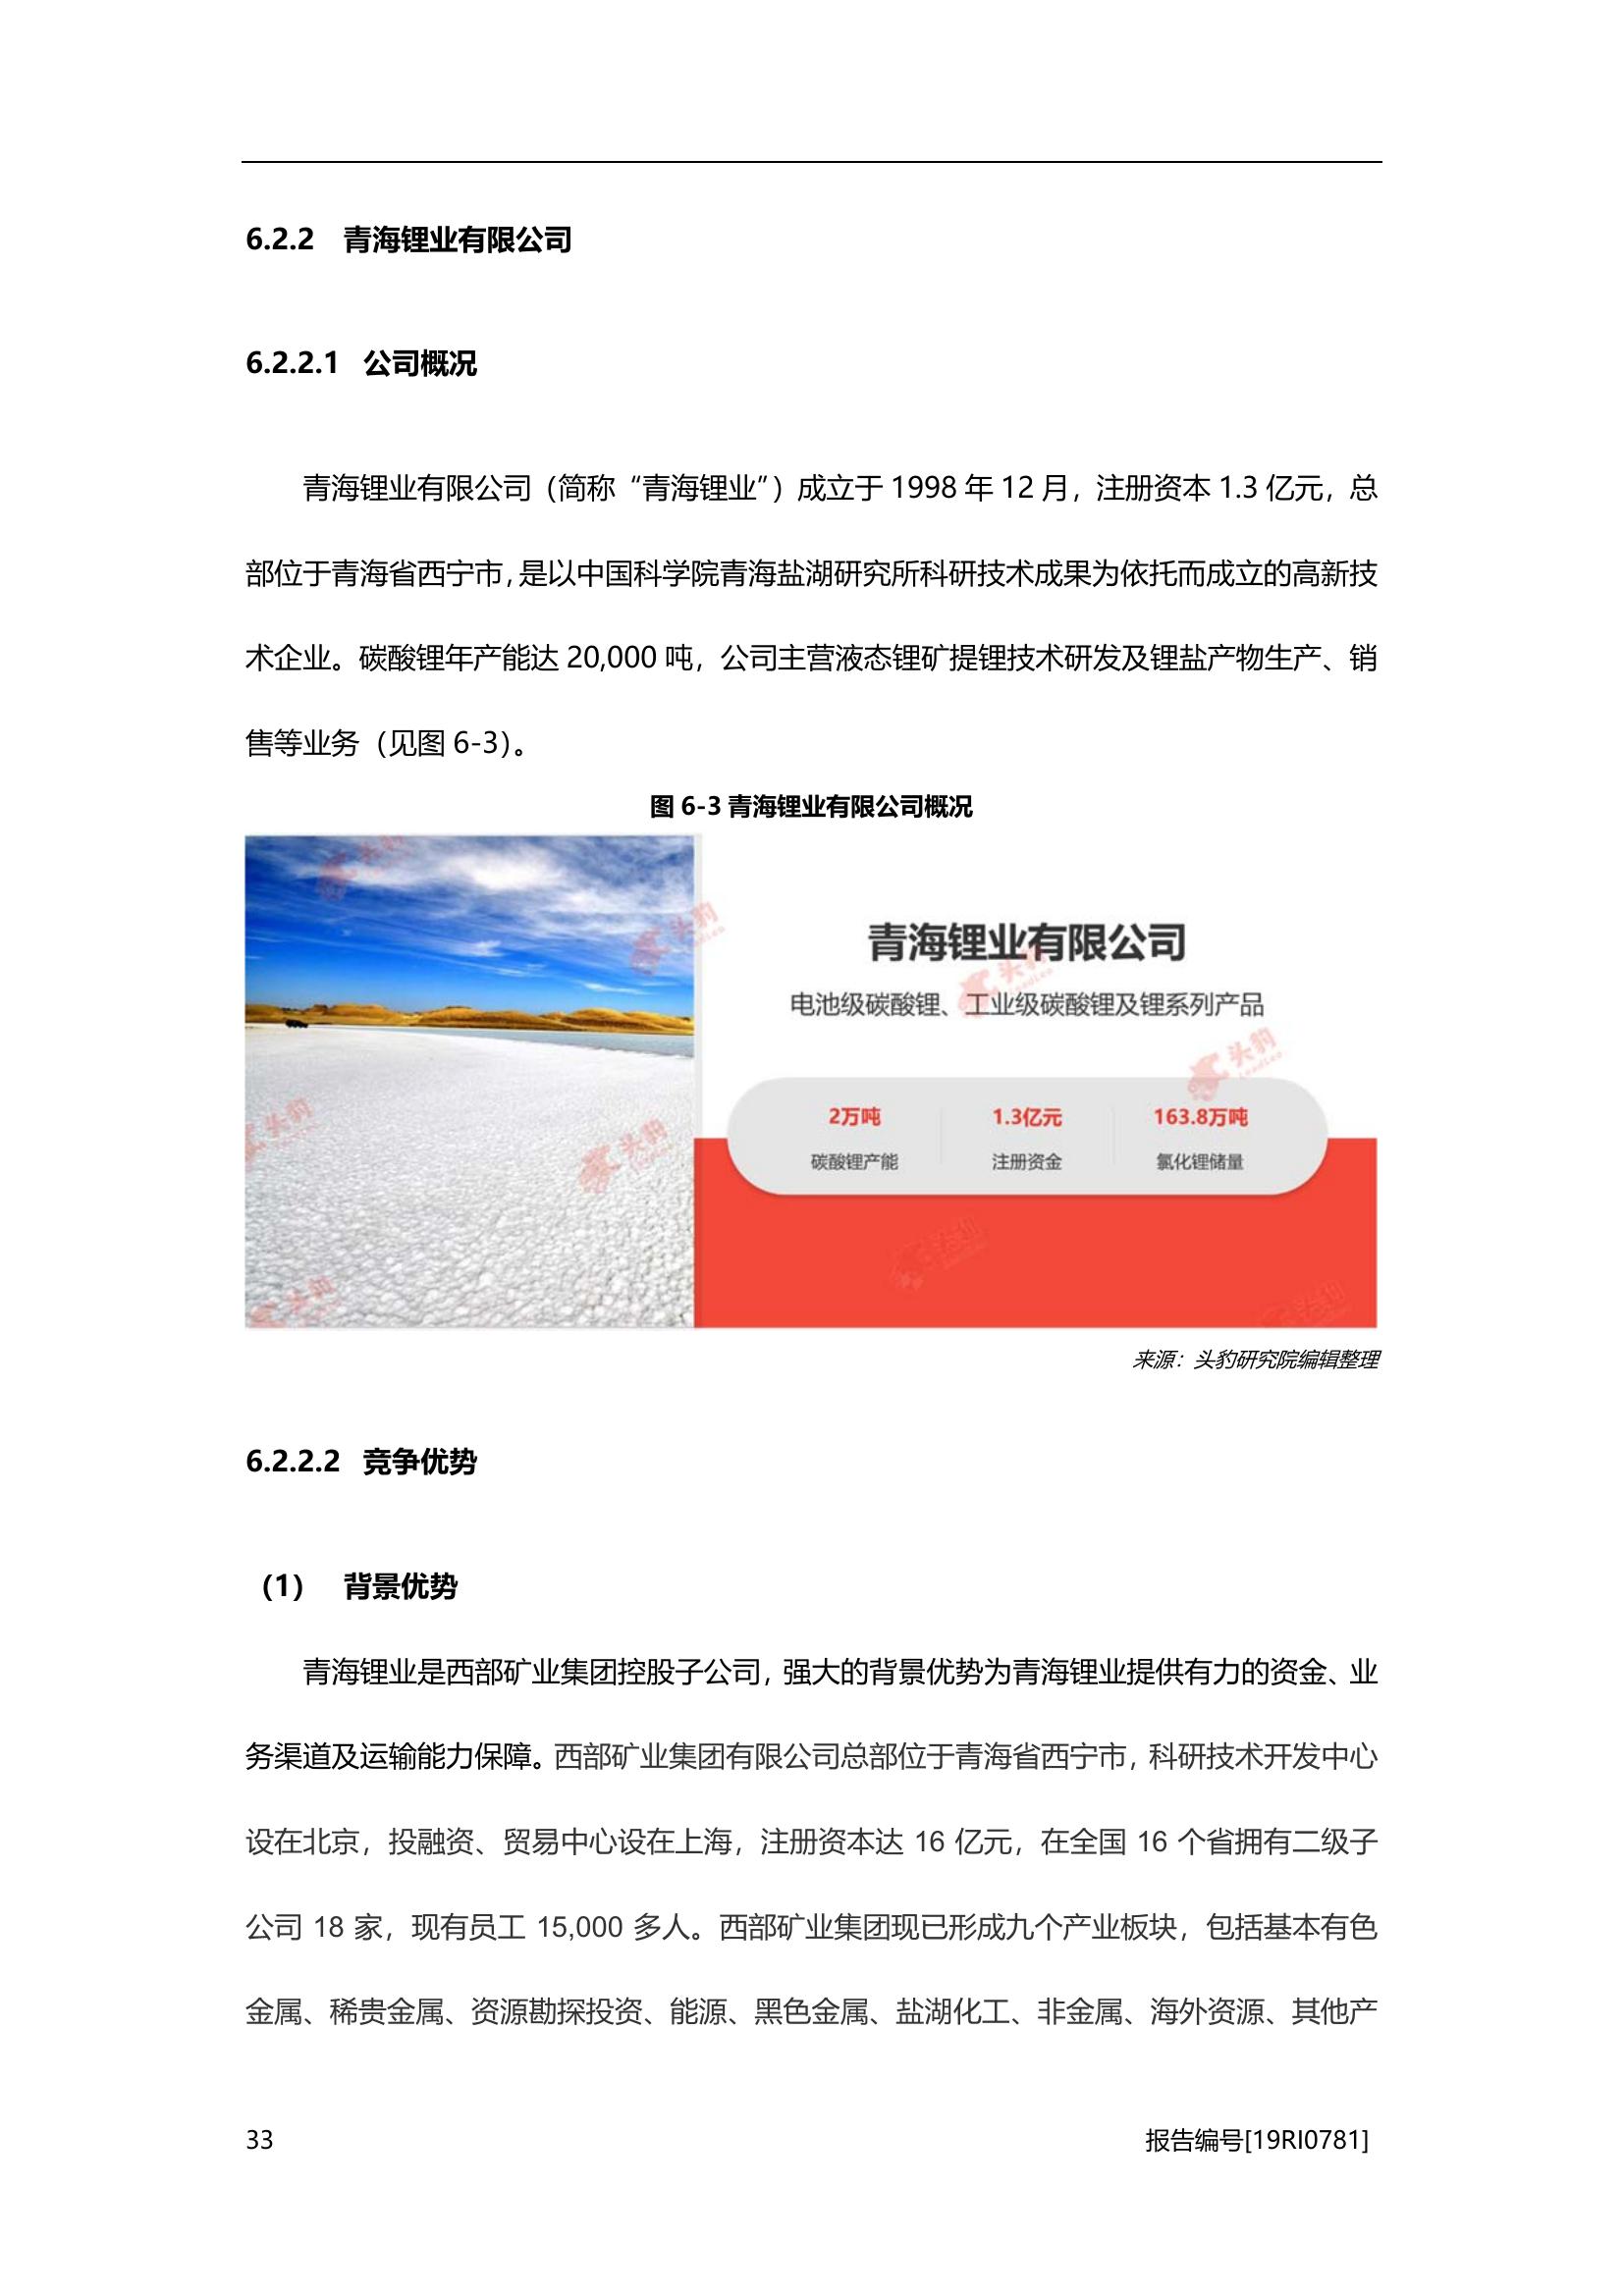 6.2.2 青海锂业有限公司
6.2.2.1 公司概况
青海锂业有限公司（简称“青海锂业”）成立于 1998 年 12 月，注册资本 1.3 亿元，总
部位于青海省西宁市，是以中国科学院青海盐湖研究所科研技术成果为依托而成立的高新技
术企业。碳酸锂年产能达 20,000 吨，公司主营液态锂矿提锂技术研发及锂盐产物生产、销
售等业务（见图 6-3）。
图 6-3 青海锂业有限公司概况
头豹
头豹
青海锂业有限公司
头豹
电池级碳酸锂、工业级碳酸锂及锂系列产品
头豹
2万吨 1.3亿元 163.8万吨
碳酸锂产能 注册资金 氯化锂储量
头豹
头豹
头豹
头豹
头豹
来源：头豹研究院编辑整理
6.2.2.2 竞争优势
（1） 背景优势
青海锂业是西部矿业集团控股子公司，强大的背景优势为青海锂业提供有力的资金、业
务渠道及运输能力保障。西部矿业集团有限公司总部位于青海省西宁市，科研技术开发中心
设在北京，投融资、贸易中心设在上海，注册资本达 16 亿元，在全国 16 个省拥有二级子
公司 18 家，现有员工 15,000 多人。西部矿业集团现已形成九个产业板块，包括基本有色
金属、稀贵金属、资源勘探投资、能源、黑色金属、盐湖化工、非金属、海外资源、其他产
33 报告编号[19RI0781]